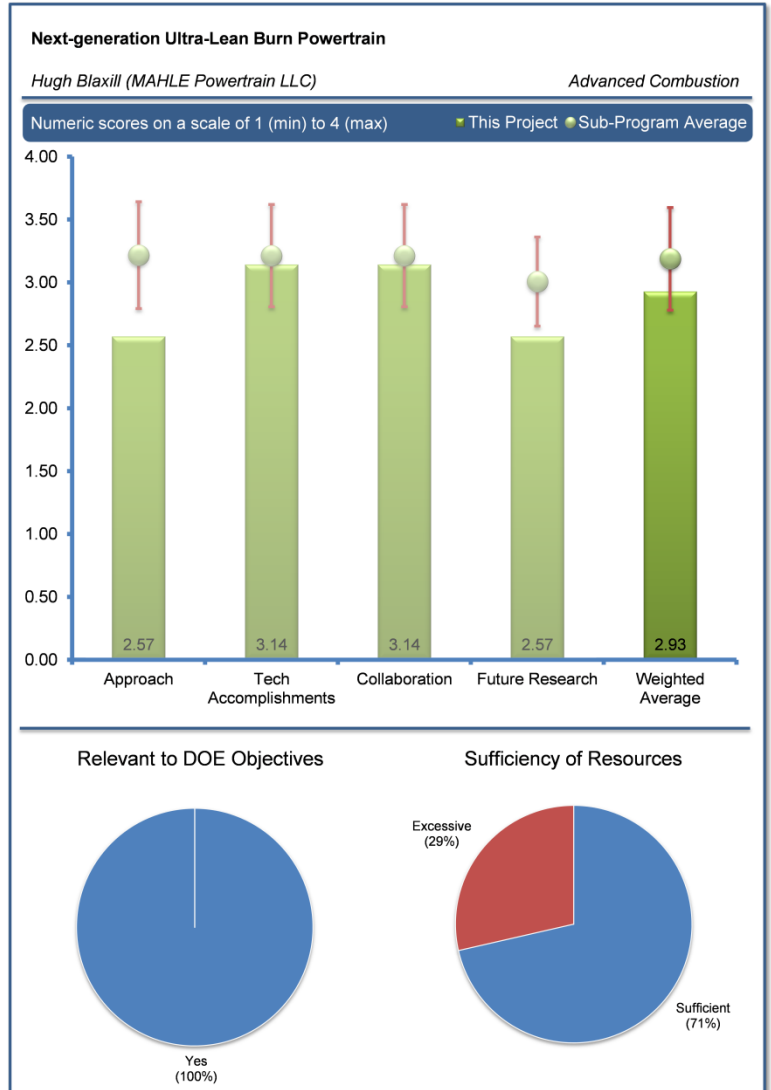 Next-generation Ultra-Lean Burn Powertrain
Hugh Blaxill (MAHLE Powertrain LLC) Advanced Combustion
Numeric scores on a scale of 1 (min) to 4 (max) This Project Sub-Program Average
4.00
3.50
3.00
2.50
2.00
1.50
1.00
0.50
0.00
2.57 3.14 3.14 2.57 2.93
Approach Tech Accomplishments Collaboration Future Research Weighted Average
Relevant to DOE Objectives Sufficiency of Resources
Excessive
(29%)
Sufficient
(71%)
Yes
(100%)